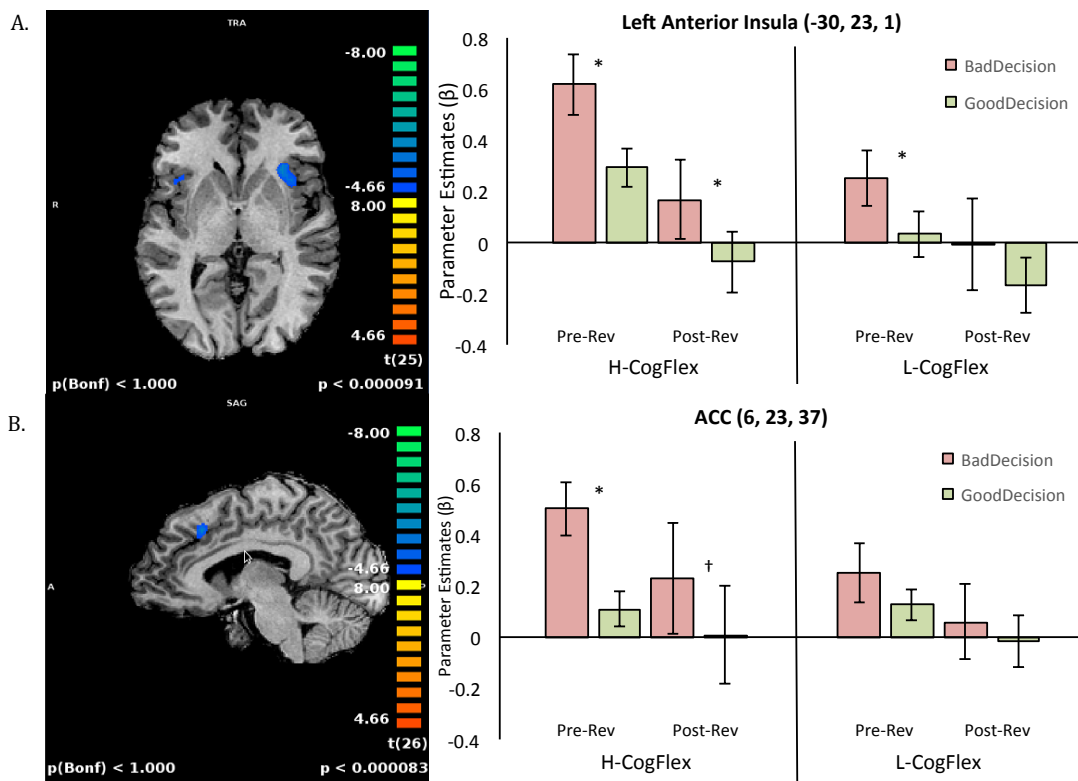 A.
TRA
R
-8.00
-4.66
8.00
4.66
t(25)
p(Bonf) < 1.000
p < 0.000091
Left Anterior Insula (-30, 23, 1)
Parameter Estimates (β)
0.8
0.6
0.4
0.2
0
-0.2
-0.4
*
*
*
BadDecision
GoodDecision
Pre-Rev
Post-Rev
Pre-Rev
Post-Rev
H-CogFlex
L-CogFlex
B.
SAG
A
P
-8.00
-4.66
8.00
4.66
t(26)
p(Bonf) < 1.000
p < 0.000083
ACC (6, 23, 37)
Parameter Estimates (β)
0.8
0.6
0.4
0.2
0
-0.2
-0.4
*
†
BadDecision
GoodDecision
Pre-Rev
Post-Rev
Pre-Rev
Post-Rev
H-CogFlex
L-CogFlex